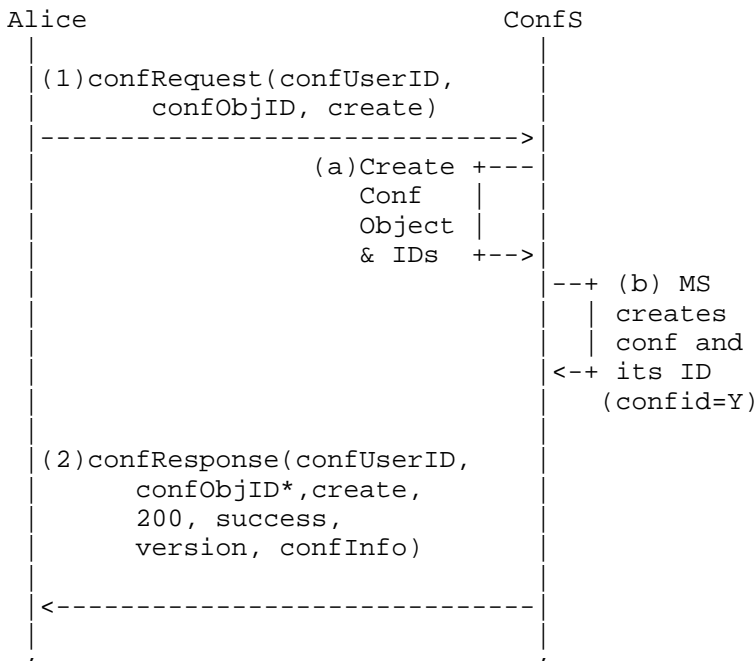 Alice ConfS
(1)confRequest(confUserID,
confObjID, create)
(a)Create
Conf
Object
& IDs
(b) MS
creates
conf and
its ID
(confid=Y)
(2)confResponse(confUserID,
confObjID*,create,
200, success,
version, confInfo)